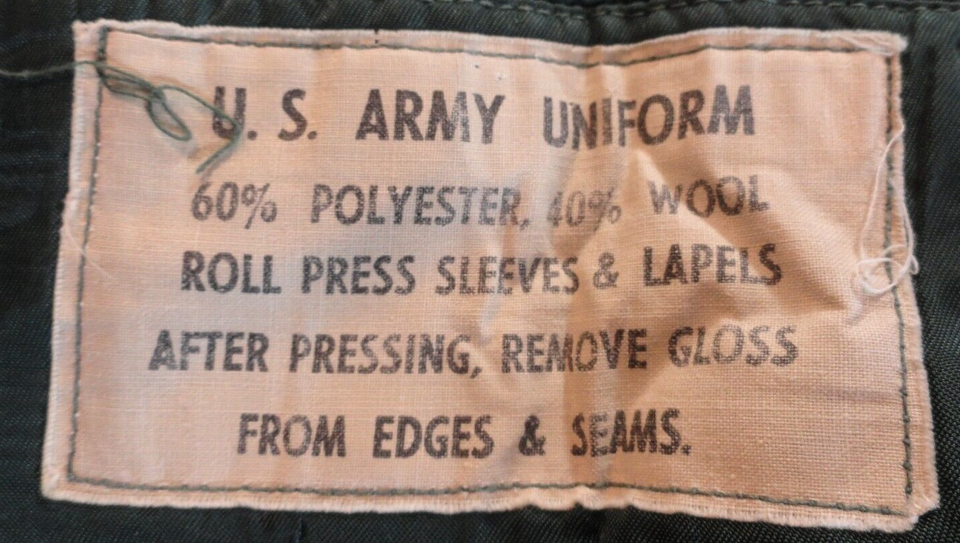 U. S. ARMY UNIFORM
60% POLYESTER, 40% WOOL
ROLL PRESS SLEEVES & LAPELS
AFTER PRESSING, REMOVE GLOSS
FROM EDGES & SEAMS.